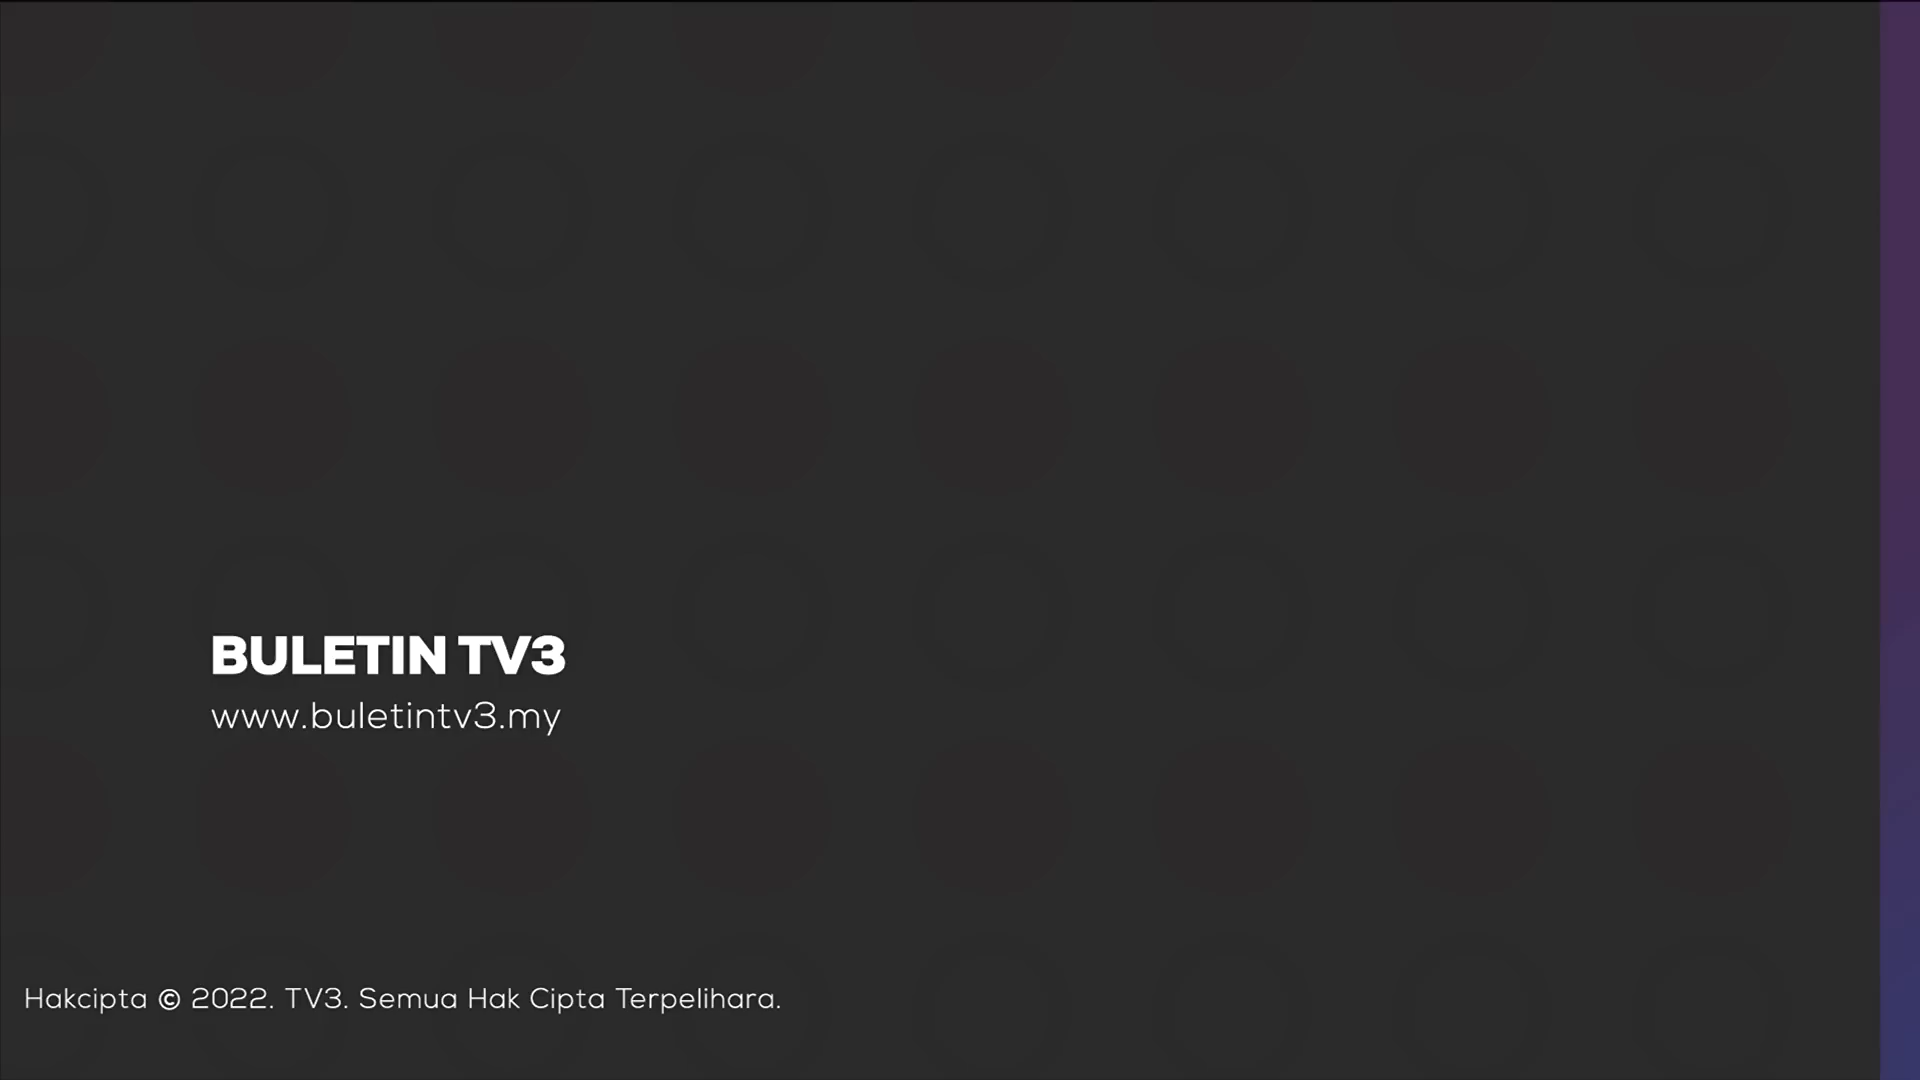 BULETIN TV3
www.buletintv3.my
Hakcipta © 2022. TV3. Semua Hak Cipta Terpelihara.